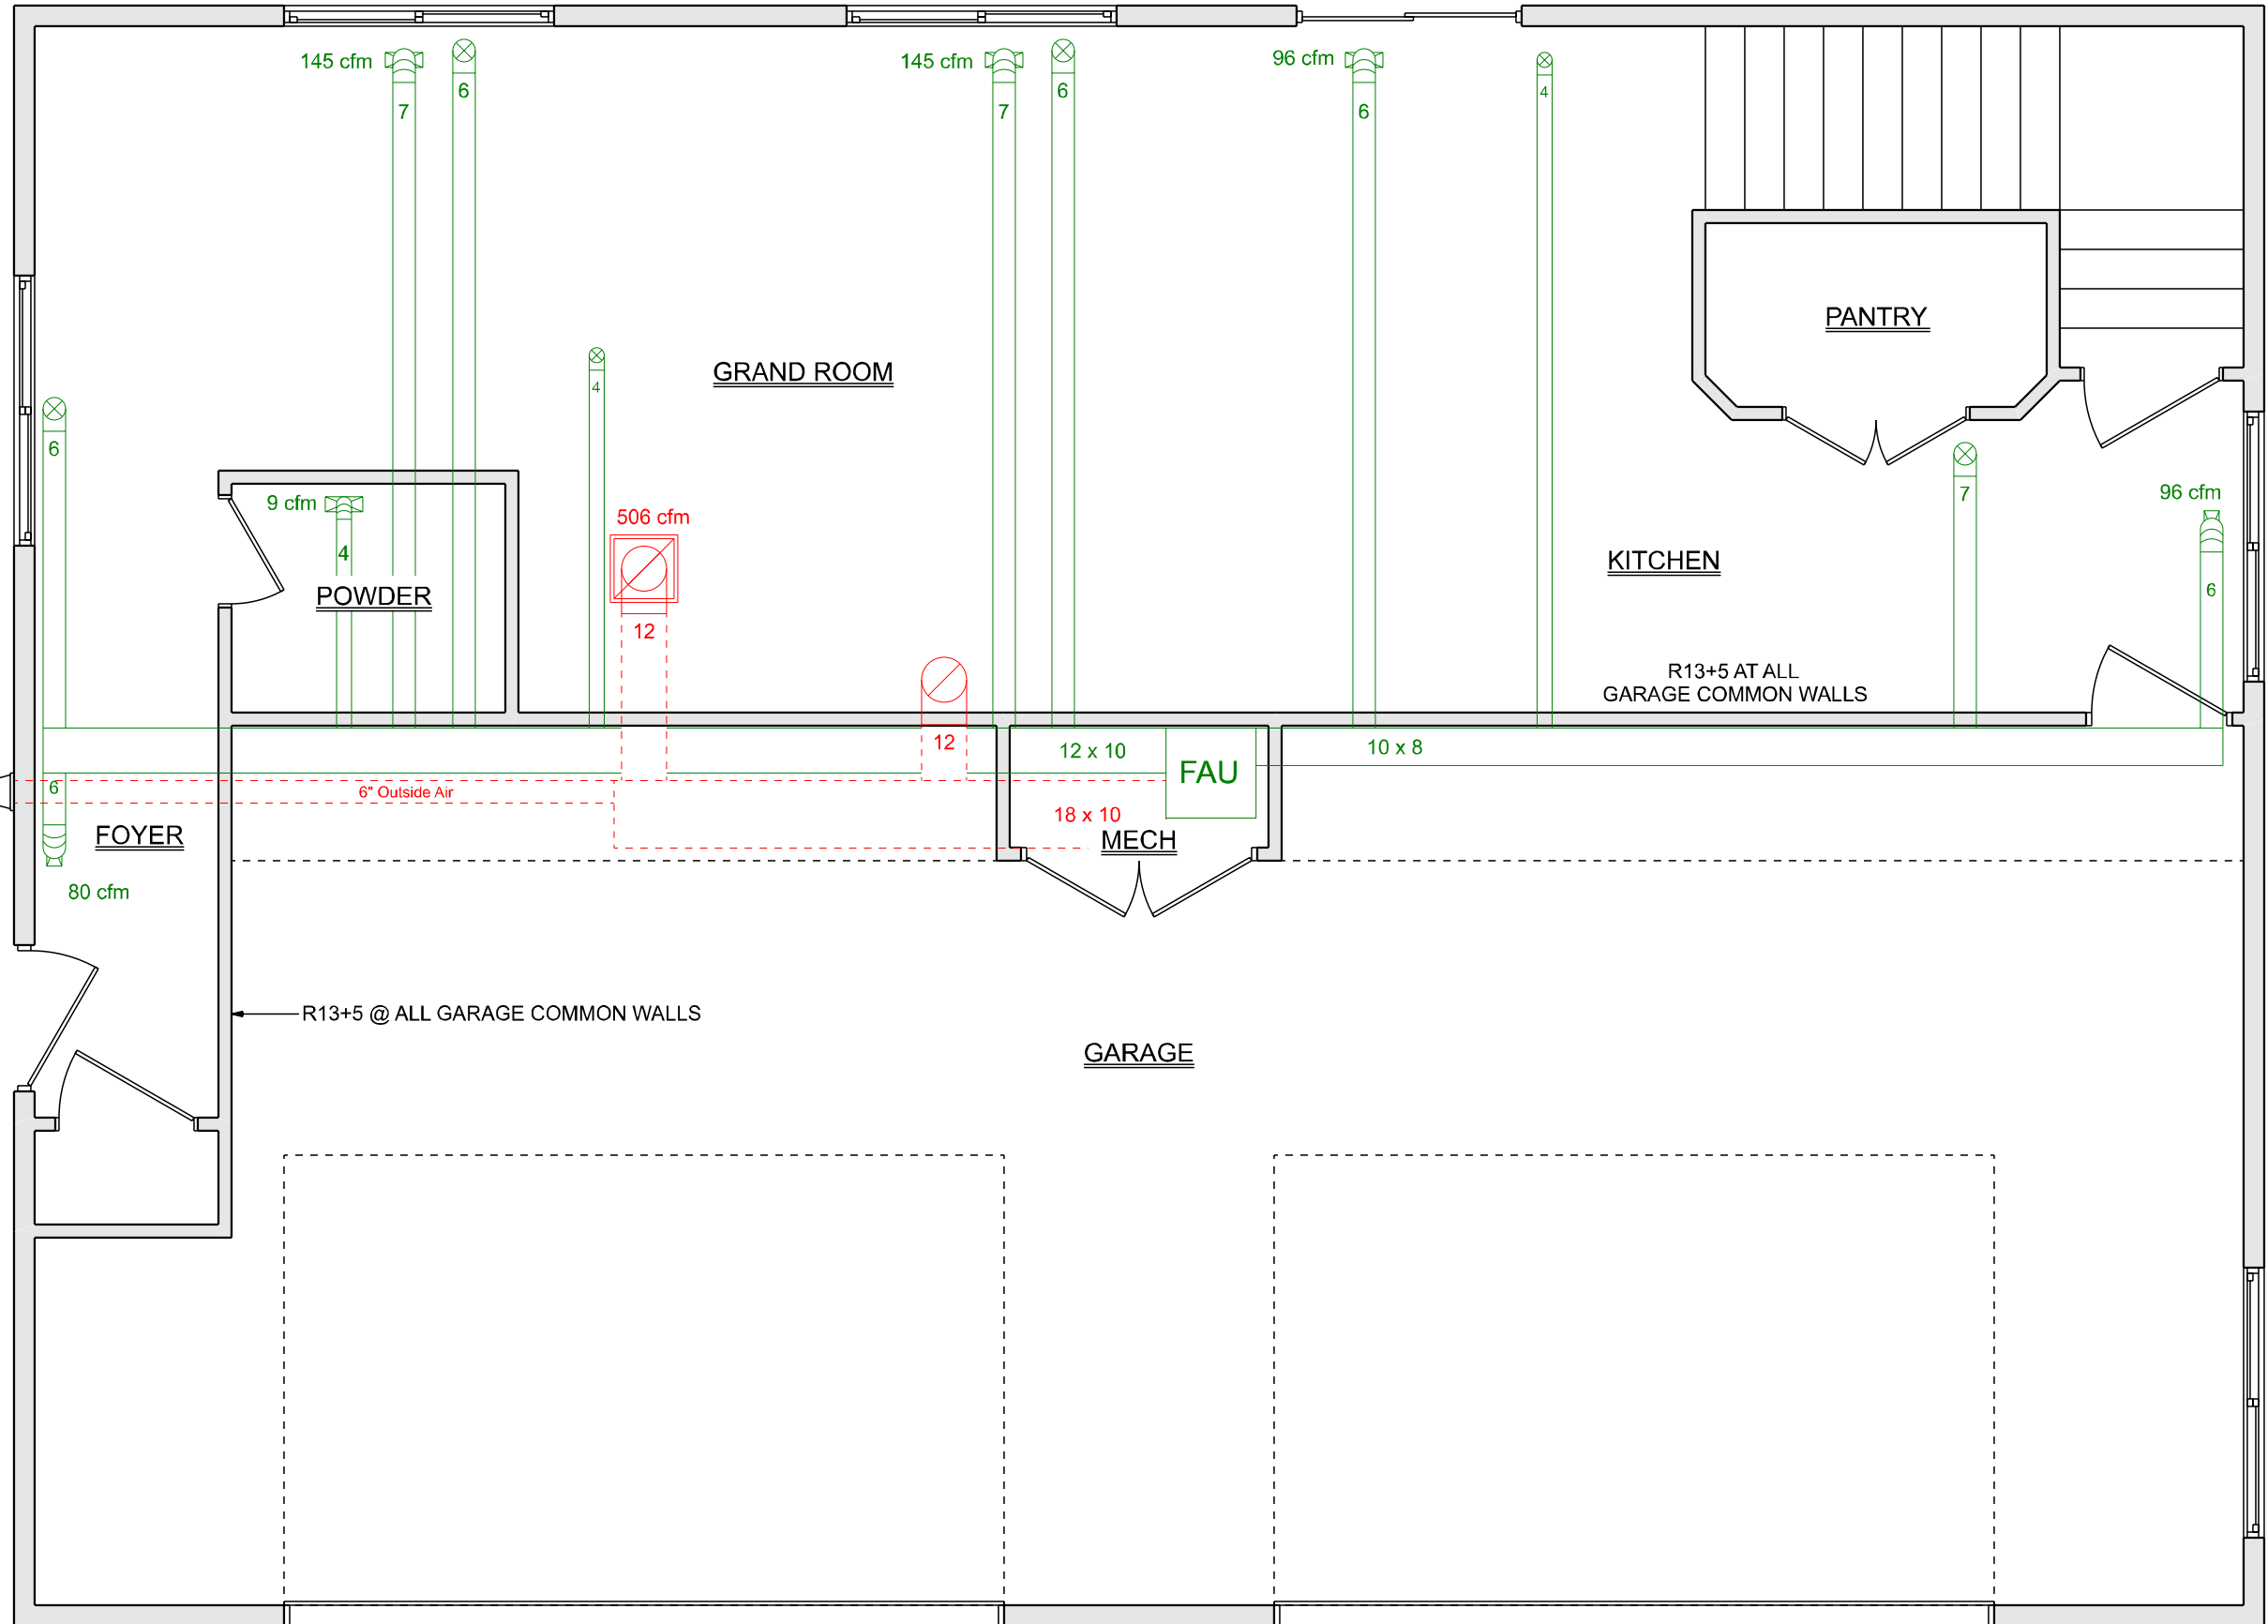 145 cfm
145 cfm
96 cfm
6
6
4
7
7
6
PANTRY
GRAND ROOM
4
6
7
96 cfm
9 cfm
506 cfm
4
KITCHEN
6
POWDER
12
R13+5 AT ALL
GARAGE COMMON WALLS
12
12 x 10
10 x 8
FAU
6
6" Outside Air
18 x 10
FOYER
MECH
80 cfm
R13+5 @ ALL GARAGE COMMON WALLS
GARAGE